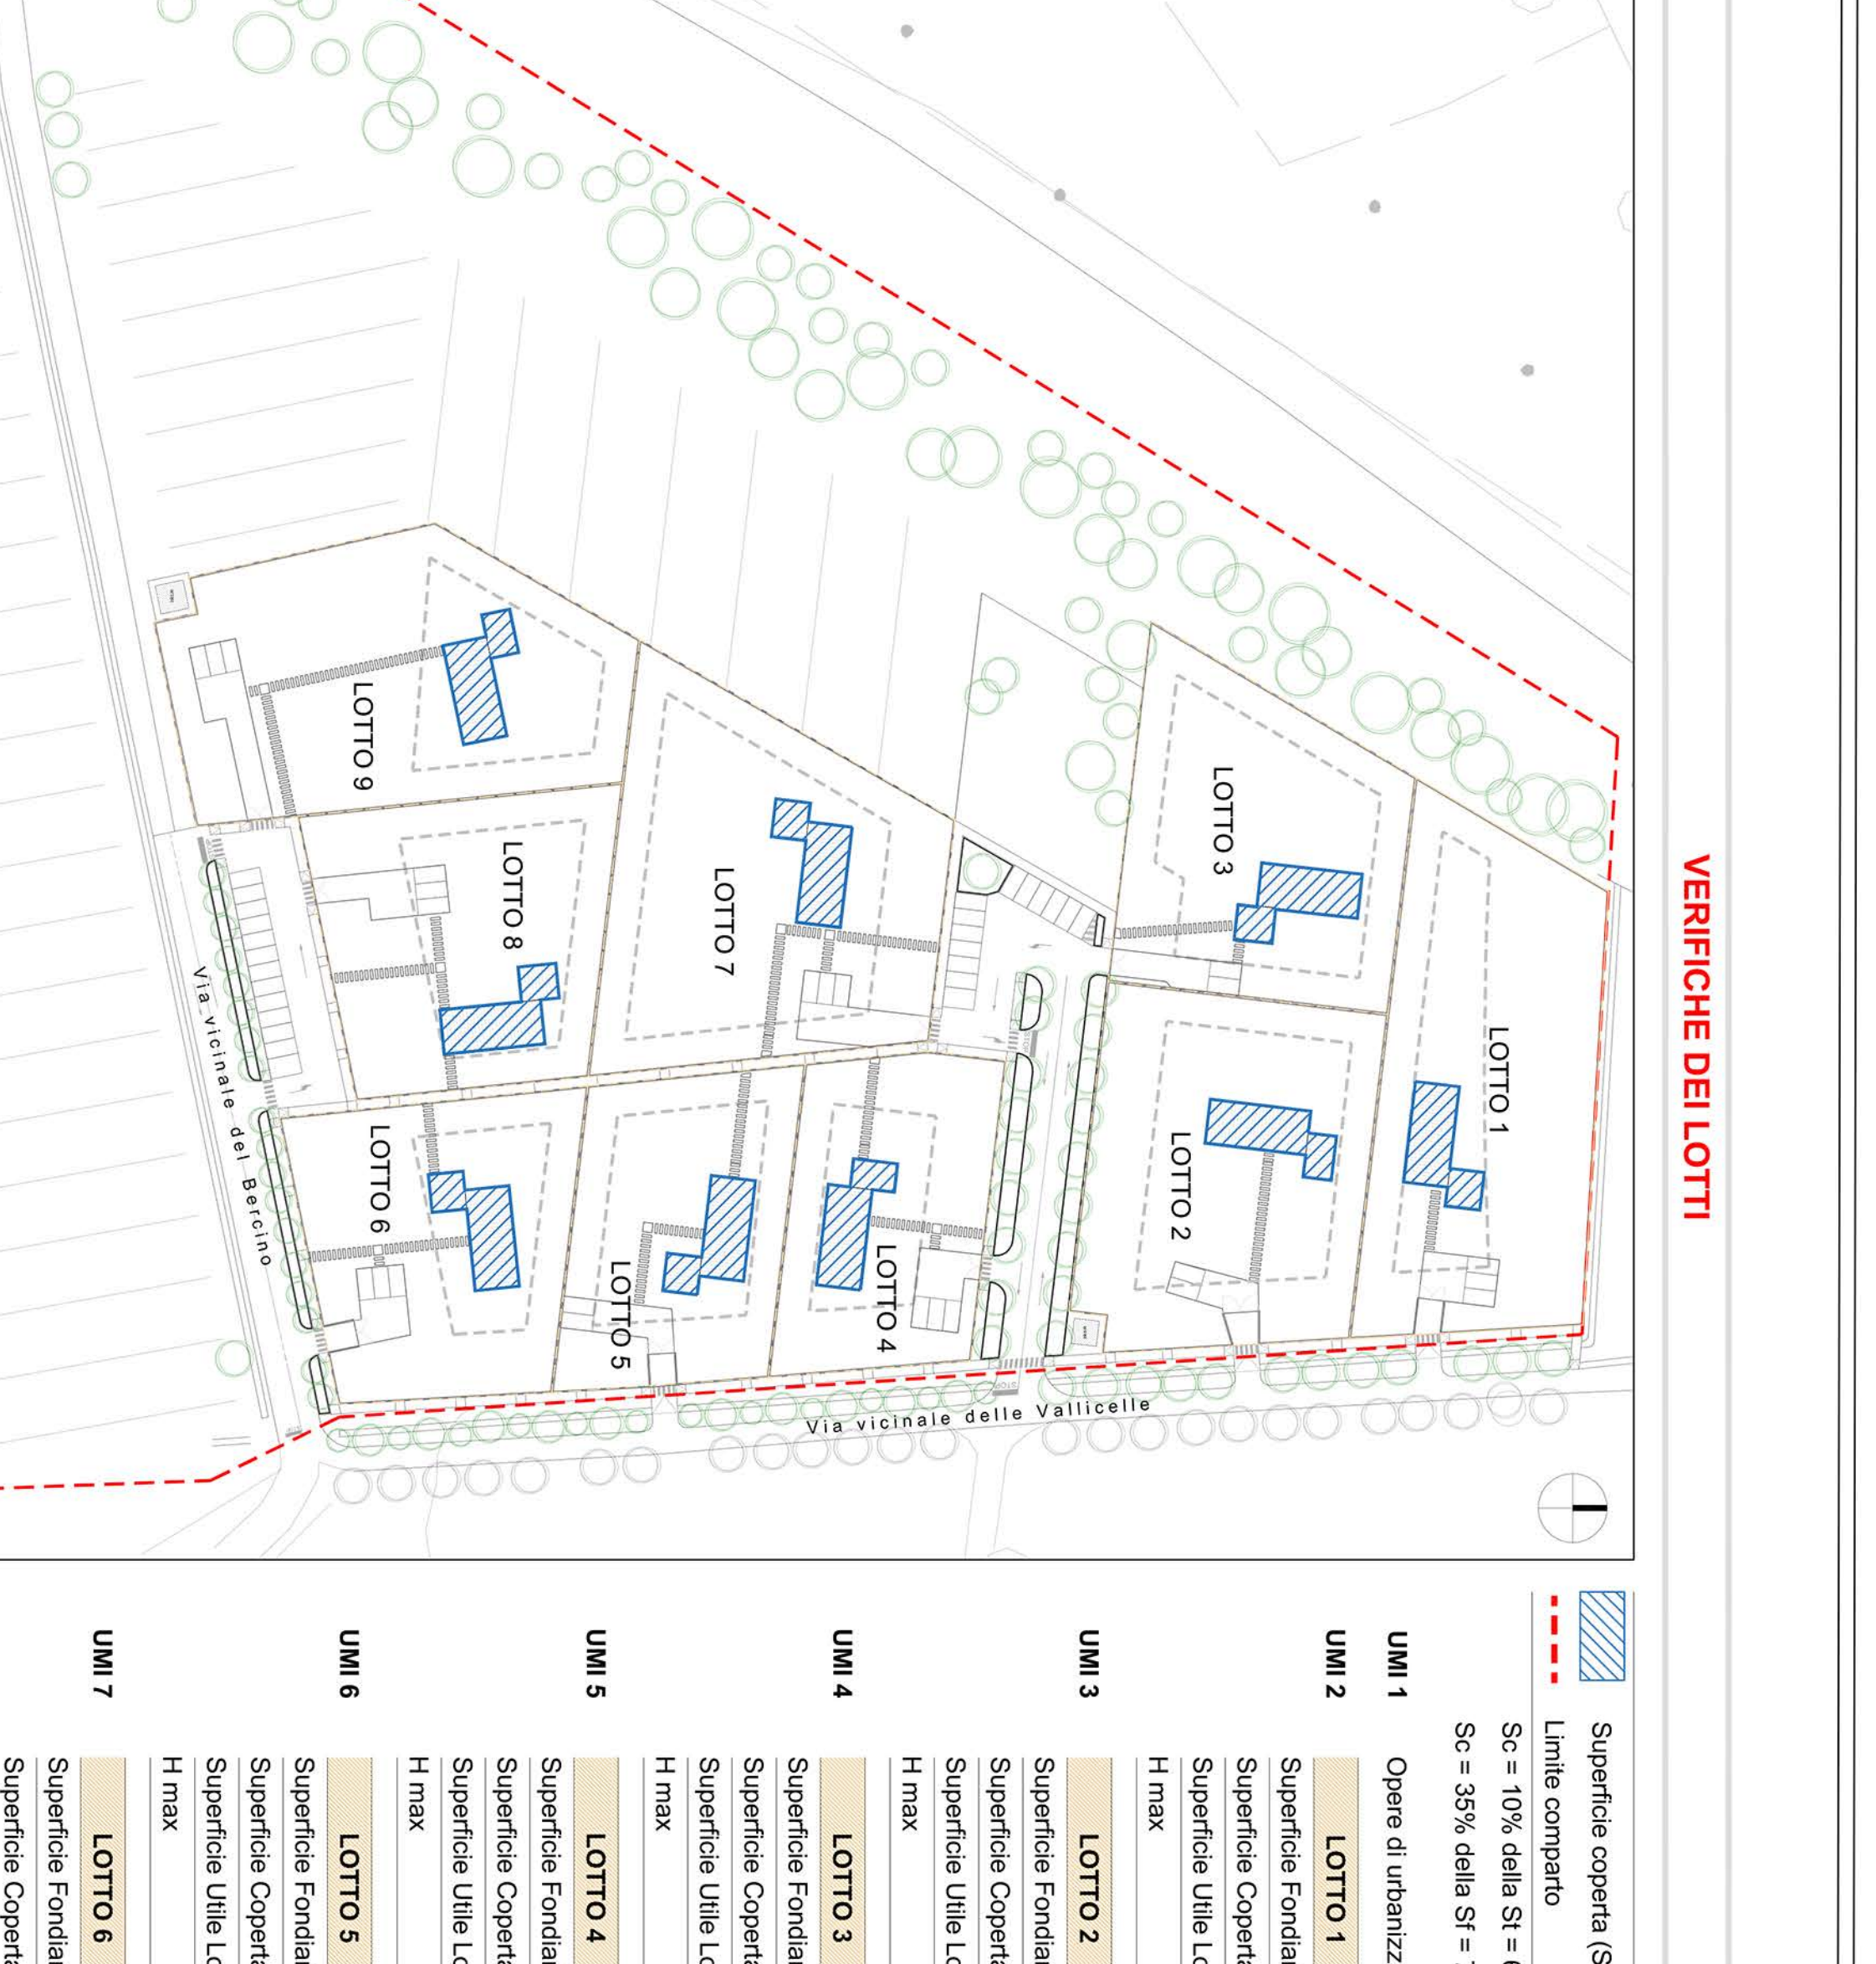 VERIFICHE DEI LOTTI
LOTTO 1
LOTTO 2
LOTTO 3
LOTTO 4
LOTTO 5
LOTTO 6
LOTTO 7
LOTTO 8
LOTTO 9
STOP
STOP
Via vicinale delle Vallicelle
Via vicinale del Bercino
Superficie coperta (S
Limite comparto
Sc = 10% della St = 6
Sc = 35% della Sf =
UMI 1 Opere di urbanizz
UMI 2 LOTTO 1
Superficie Fondiar
Superficie Coperta
Superficie Utile Lo
H max
UMI 3 LOTTO 2
Superficie Fondiar
Superficie Coperta
Superficie Utile Lo
H max
UMI 4 LOTTO 3
Superficie Fondiar
Superficie Coperta
Superficie Utile Lo
H max
UMI 5 LOTTO 4
Superficie Fondiar
Superficie Coperta
Superficie Utile Lo
H max
UMI 6 LOTTO 5
Superficie Fondiar
Superficie Coperta
Superficie Utile Lo
H max
UMI 7 LOTTO 6
Superficie Fondiar
Superficie Coperta